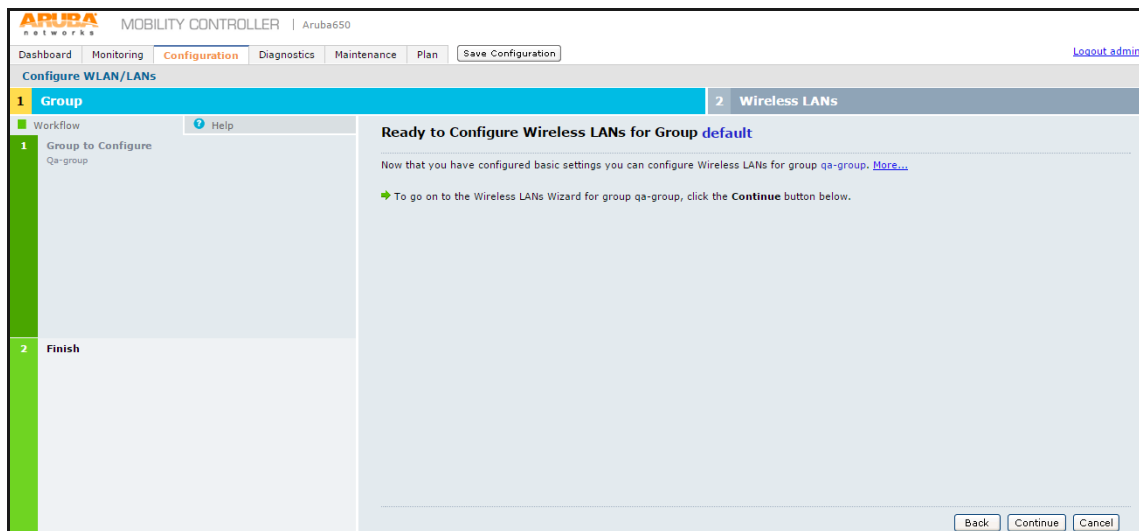 ARUBA networks MOBILITY CONTROLLER | Aruba650
Dashboard Monitoring Configuration Diagnostics Maintenance Plan Save Configuration Logout admin
Configure WLAN/LANs
1 Group 2 Wireless LANs
Workflow ? Help
1 Group to Configure
Qa-group
Ready to Configure Wireless LANs for Group default
Now that you have configured basic settings you can configure Wireless LANs for group qa-group. More...
To go on to the Wireless LANs Wizard for group qa-group, click the Continue button below.
2 Finish
Back Continue Cancel